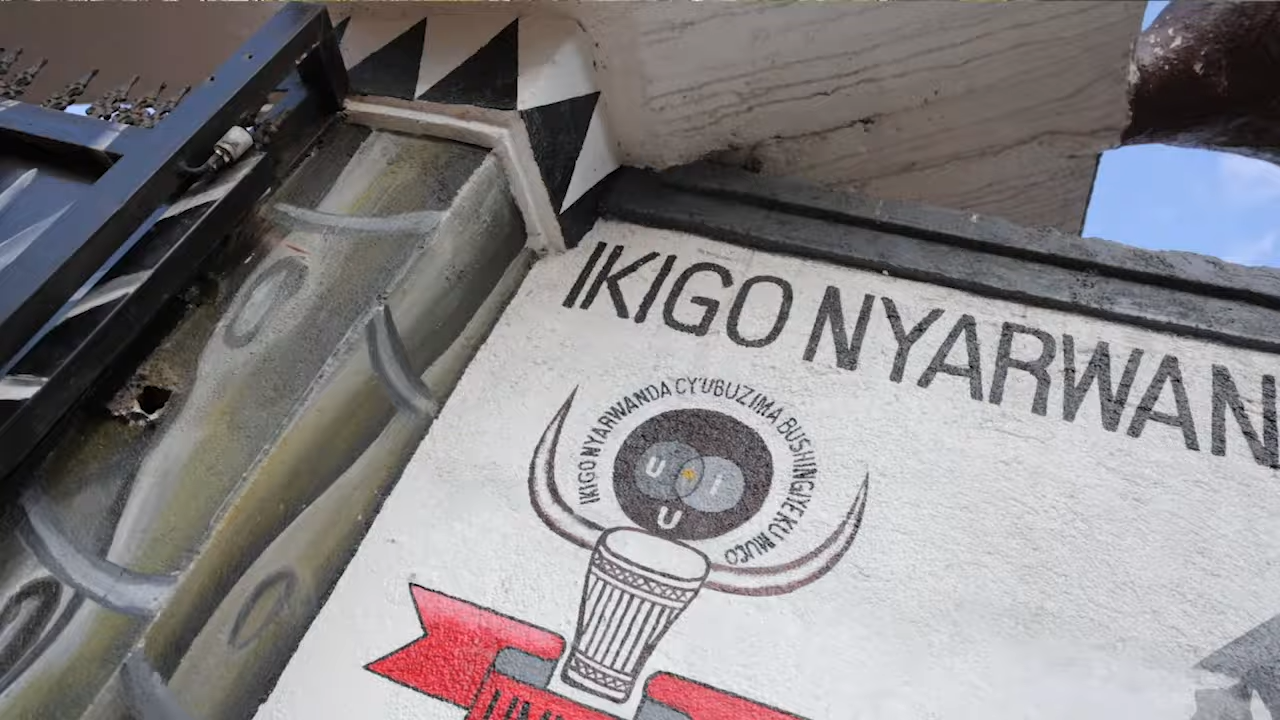 IKIGO NYARWAN
IKIGO NYARWANDA CY'UBUZIMA BUSHINGIYE KU MUCO
U I
U